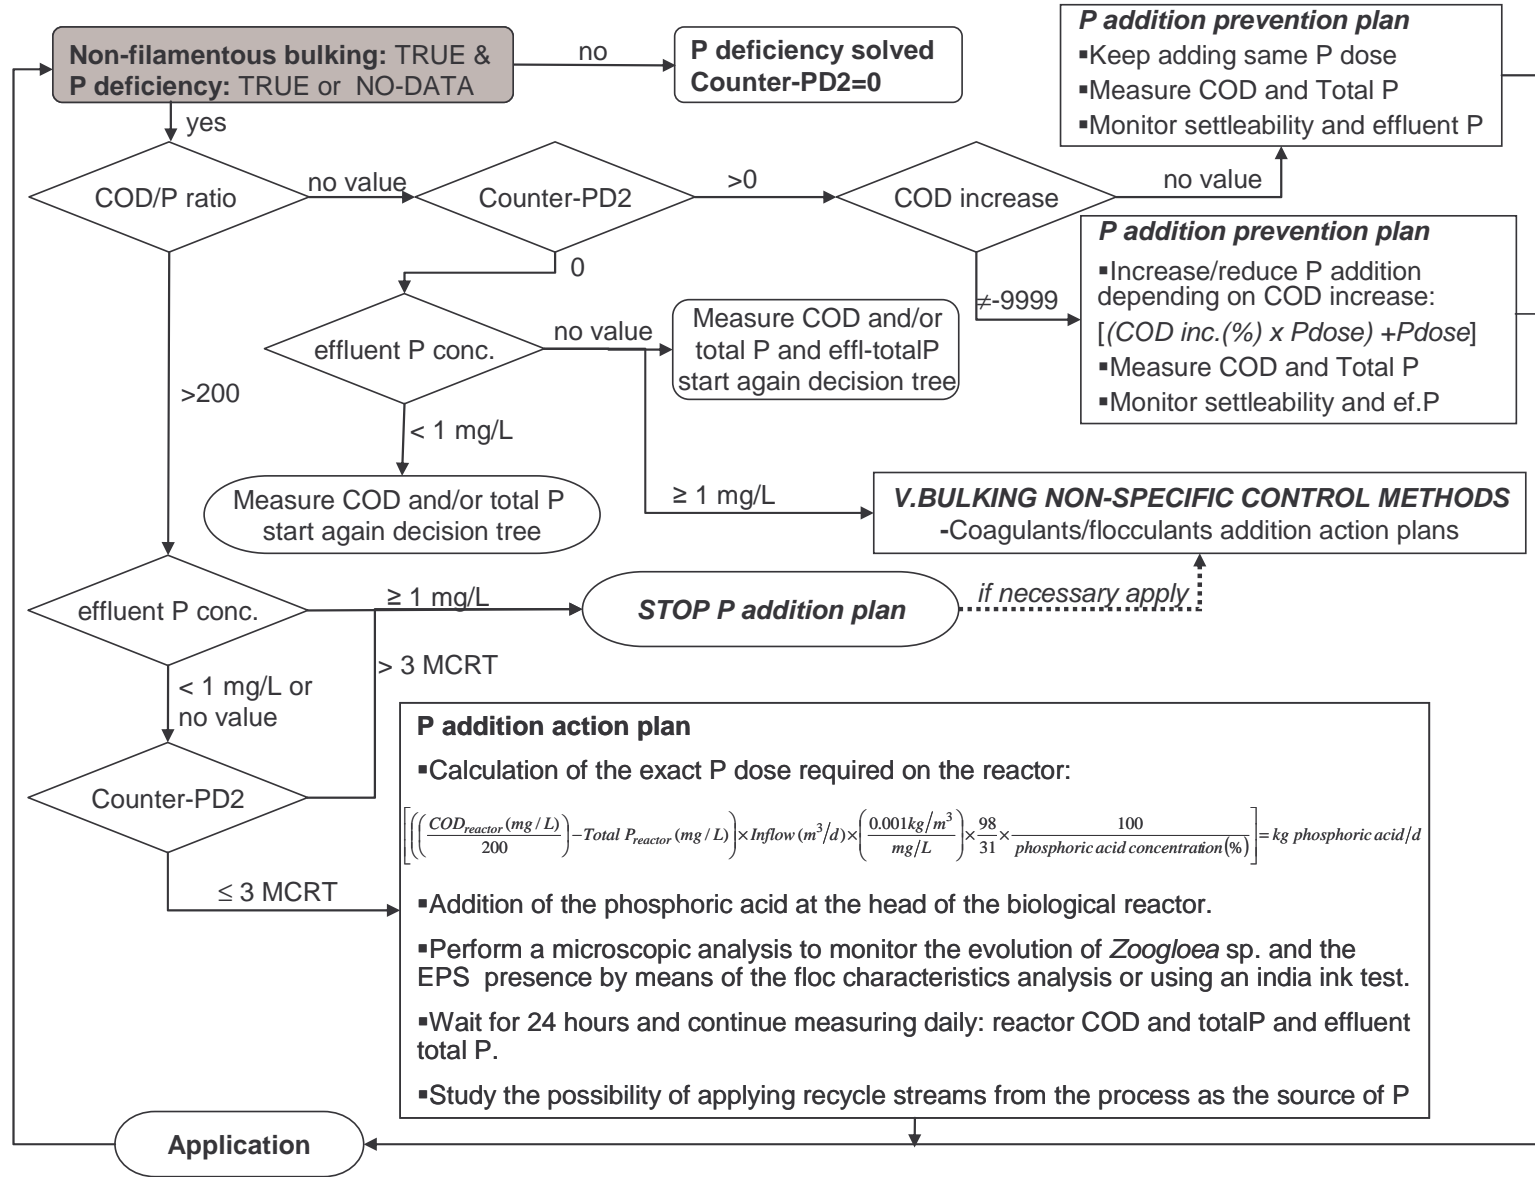 Non-filamentous bulking: TRUE &
P deficiency: TRUE or NO-DATA
no
P deficiency solved
Counter-PD2=0
P addition prevention plan
▪Keep adding same P dose
▪Measure COD and Total P
▪Monitor settleability and effluent P
yes
COD/P ratio
no value
Counter-PD2
>0
COD increase
no value
P addition prevention plan
▪Increase/reduce P addition
depending on COD increase:
[(COD inc.(%) x Pdose) +Pdose]
▪Measure COD and Total P
▪Monitor settleability and ef.P
≠-9999
0
effluent P conc.
no value
Measure COD and/or
total P and effl-totalP
start again decision tree
>200
< 1 mg/L
Measure COD and/or total P
start again decision tree
≥ 1 mg/L
V.BULKING NON-SPECIFIC CONTROL METHODS
-Coagulants/flocculants addition action plans
effluent P conc.
≥ 1 mg/L
STOP P addition plan
if necessary apply
> 3 MCRT
< 1 mg/L or
no value
Counter-PD2
≤ 3 MCRT
P addition action plan
▪Calculation of the exact P dose required on the reactor:
[(((COD reactor (mg/L))/200) − Total P reactor (mg/L)) × Inflow (m³/d) × (0.001kg/m³ / mg/L) × 98/31 × 100/phosphoric acid concentration(%)] = kg phosphoric acid/d
▪Addition of the phosphoric acid at the head of the biological reactor.
▪Perform a microscopic analysis to monitor the evolution of Zoogloea sp. and the
EPS presence by means of the floc characteristics analysis or using an india ink test.
▪Wait for 24 hours and continue measuring daily: reactor COD and totalP and effluent
total P.
▪Study the possibility of applying recycle streams from the process as the source of P
Application